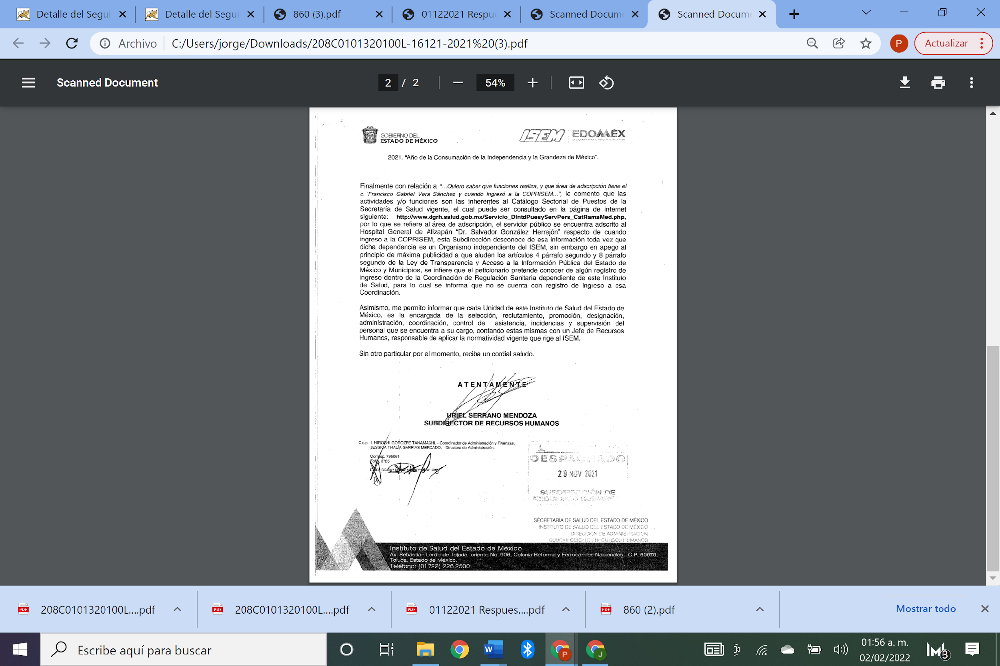 Detalle del Segui
Detalle del Segui
860 (3).pdf
01122021 Respue
Scanned Docume
Scanned Docume
Archivo
C:/Users/jorge/Downloads/208C0101320100L-16121-2021%20(3).pdf
P
Actualizar
Scanned Document
2 / 2
54%
GOBIERNO DEL
ESTADO DE MÉXICO
ISEM
EDOMÉX
2021. “Año de la Consumación de la Independencia y la Grandeza de México”.
Finalmente con relación a “...Quiero saber que funciones realiza, y que área de adscripción tiene el
c. Francisco Gabriel Vera Sánchez y cuando ingresó a la COPRISEM...”, le comento que las
actividades y/o funciones son las inherentes al Catálogo Sectorial de Puestos de la
Secretaría de Salud vigente, el cual puede ser consultado en la página de internet
siguiente: http://www.dgrh.salud.gob.mx/Servicio_DIntdPuesyServPers_CatRamaMed.php,
por lo que se refiere al área de adscripción, el servidor público se encuentra adscrito al
Hospital General de Atizapán “Dr. Salvador González Herrejón” respecto de cuando
ingreso a la COPRISEM, esta Subdirección desconoce de esa información toda vez que
dicha dependencia es un Organismo independiente del ISEM, sin embargo en apego al
principio de máxima publicidad a que aluden los artículos 4 párrafo segundo y 8 párrafo
segundo de la Ley de Transparencia y Acceso a la Información Pública del Estado de
México y Municipios, se infiere que el peticionario pretende conocer de algún registro de
ingreso dentro de la Coordinación de Regulación Sanitaria dependiente de este Instituto
de Salud, para lo cual se informa que no se cuenta con registro de ingreso a esa
Coordinación.
Asimismo, me permito informar que cada Unidad de este Instituto de Salud del Estado de
México, es la encargada de la selección, reclutamiento, promoción, designación,
administración, coordinación, control de asistencia, incidencias y supervisión del
personal que se encuentra a su cargo, contando estas mismas con un Jefe de Recursos
Humanos, responsable de aplicar la normatividad vigente que rige al ISEM.
Sin otro particular por el momento, reciba un cordial saludo.
ATENTAMENTE
URIEL SERRANO MENDOZA
SUBDIRECTOR DE RECURSOS HUMANOS
C.c.p. I. HIROSHI GOROZPE TANAMACHI. - Coordinador de Administración y Finanzas.
JESSICA THALÍA GARFIAS MERCADO. - Directora de Administración.
Corresp. 795061
Folio. 3725
DESPACHADO
29 NOV 2021
SUBDIRECCIÓN DE
RECURSOS HUMANOS
SECRETARÍA DE SALUD DEL ESTADO DE MÉXICO
INSTITUTO DE SALUD DEL ESTADO DE MÉXICO
DIRECCIÓN DE ADMINISTRACIÓN
SUBDIRECCIÓN DE RECURSOS HUMANOS
Instituto de Salud del Estado de México
Av. Sebastián Lerdo de Tejada oriente No. 906, Colonia Reforma y Ferrocarriles Nacionales, C.P. 50070,
Toluca, Estado de México.
Teléfono: (01 722) 226 2500
208C0101320100L....pdf
208C0101320100L....pdf
01122021 Respues....pdf
860 (2).pdf
Mostrar todo
Escribe aquí para buscar
01:56 a. m.
02/02/2022
3